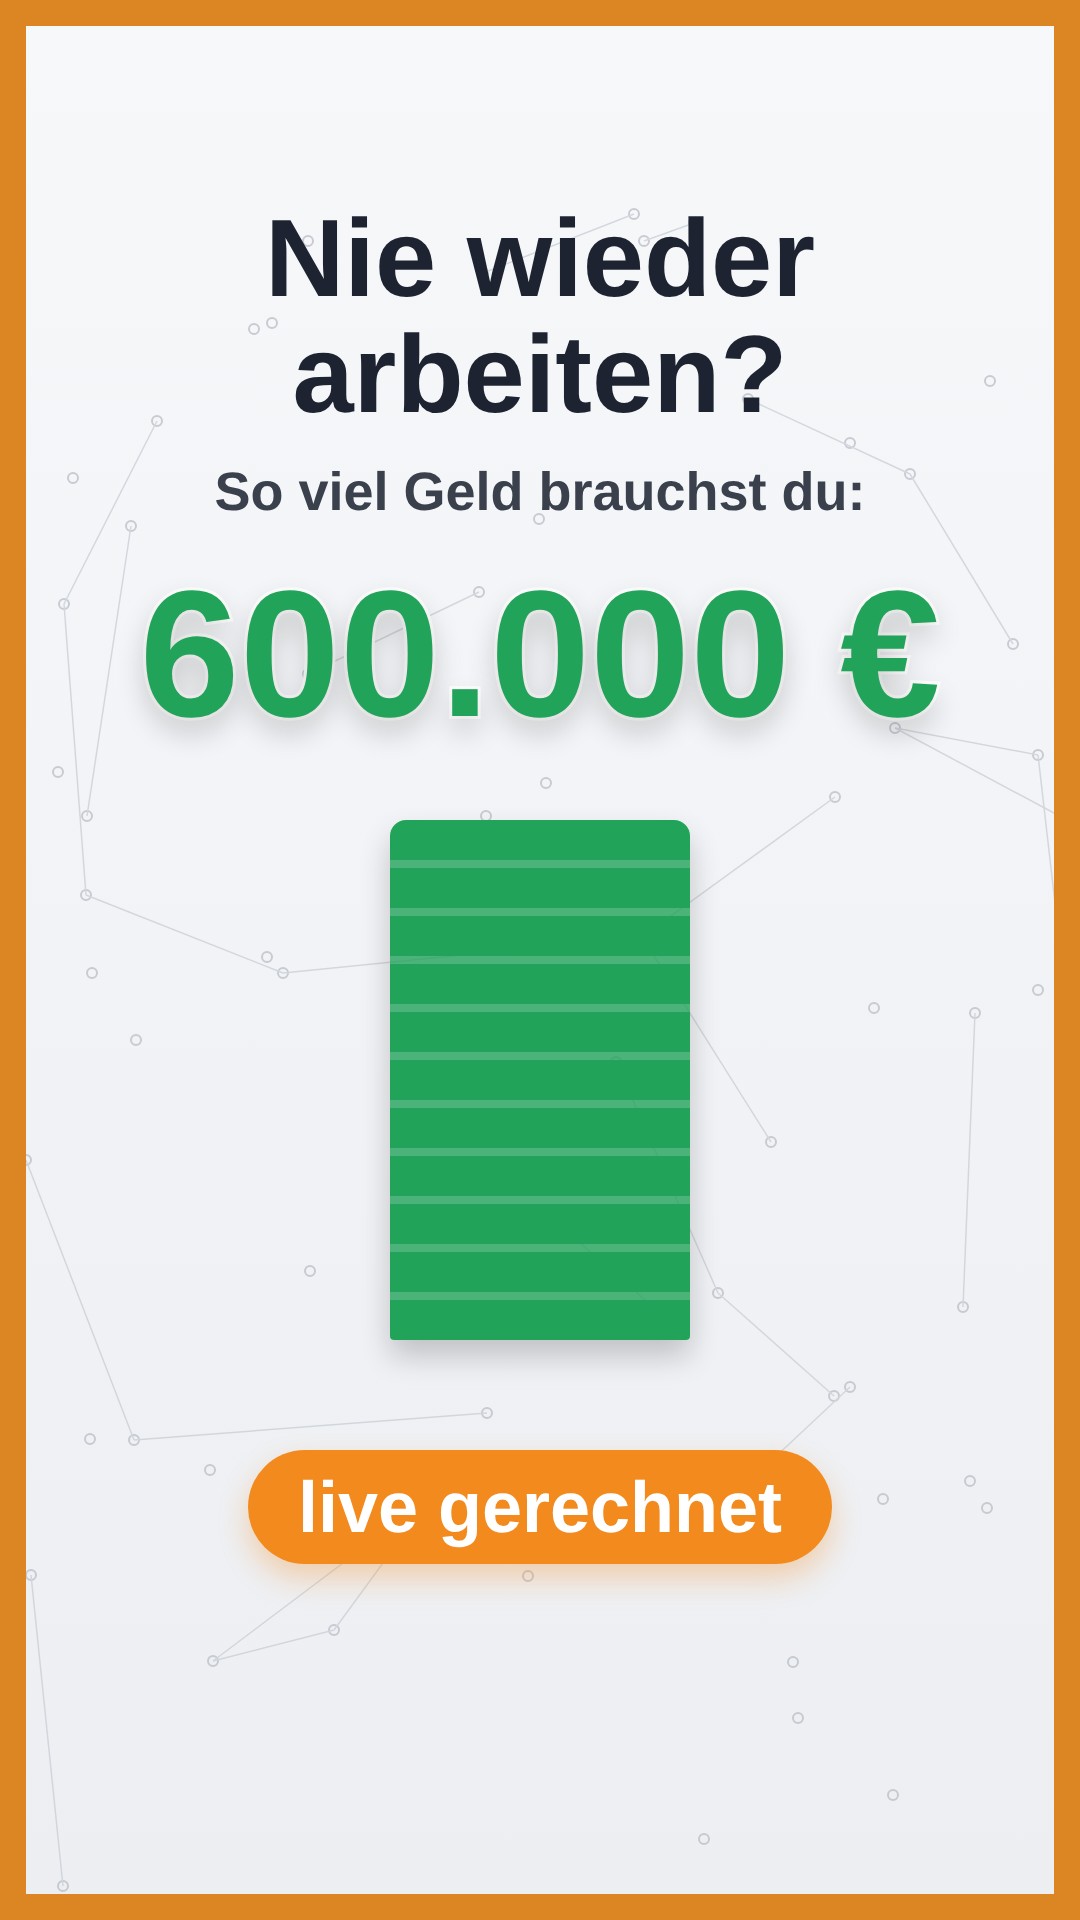 Nie wieder
arbeiten?
So viel Geld brauchst du:
600.000 €
live gerechnet